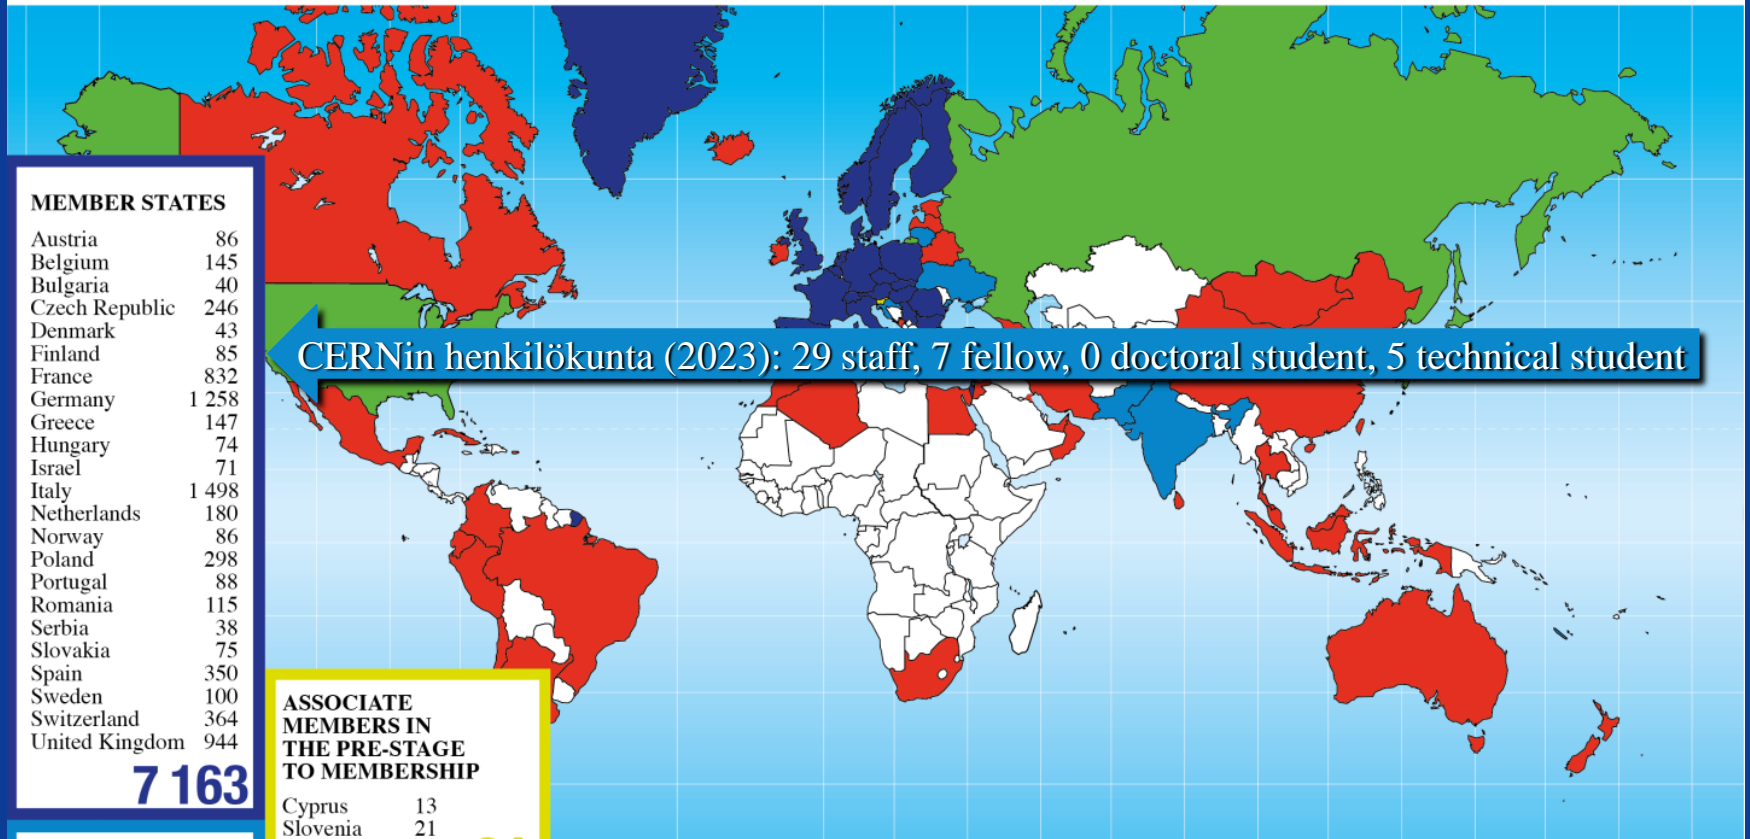 MEMBER STATES
Austria 86
Belgium 145
Bulgaria 40
Czech Republic 246
Denmark 43
Finland 85
France 832
Germany 1 258
Greece 147
Hungary 74
Israel 71
Italy 1 498
Netherlands 180
Norway 86
Poland 298
Portugal 88
Romania 115
Serbia 38
Slovakia 75
Spain 350
Sweden 100
Switzerland 364
United Kingdom 944
7 163
CERNin henkilökunta (2023): 29 staff, 7 fellow, 0 doctoral student, 5 technical student
ASSOCIATE
MEMBERS IN
THE PRE-STAGE
TO MEMBERSHIP
Cyprus 13
Slovenia 21